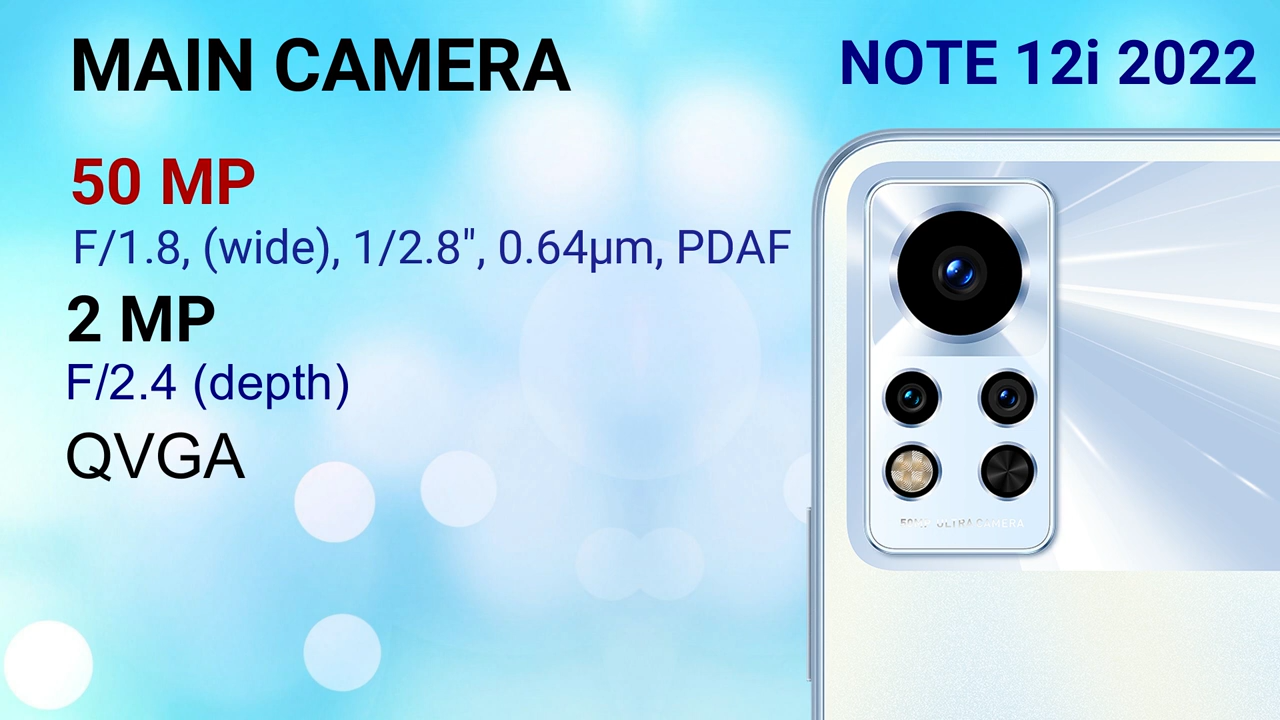 MAIN CAMERA
NOTE 12i 2022
50 MP
F/1.8, (wide), 1/2.8", 0.64µm, PDAF
2 MP
F/2.4 (depth)
QVGA
50MP ULTRA CAMERA